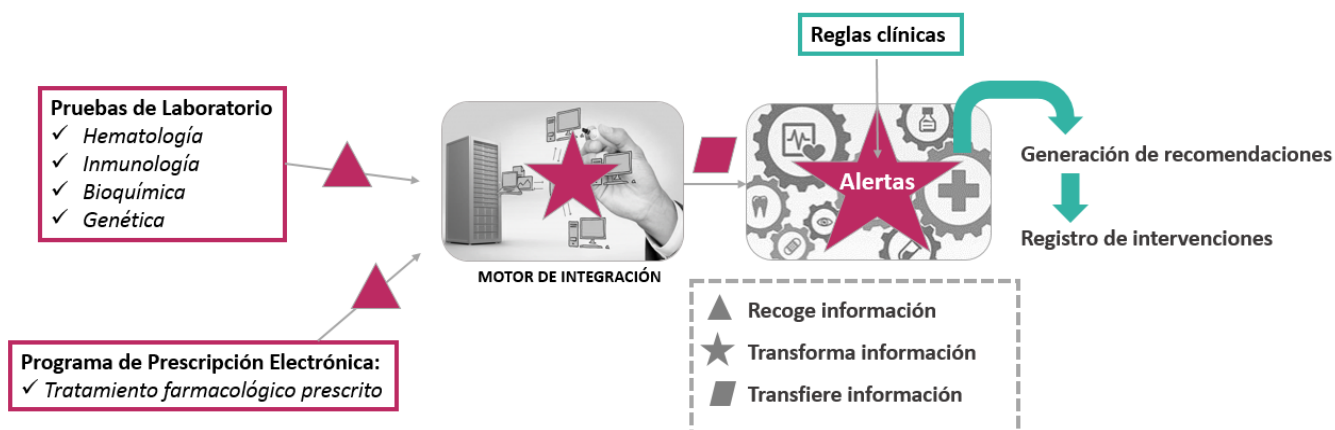 Reglas clínicas
Pruebas de Laboratorio
✓ Hematología
✓ Inmunología
✓ Bioquímica
✓ Genética
Alertas
Generación de recomendaciones
Registro de intervenciones
MOTOR DE INTEGRACIÓN
Programa de Prescripción Electrónica:
✓ Tratamiento farmacológico prescrito
Recoge información
Transforma información
Transfiere información